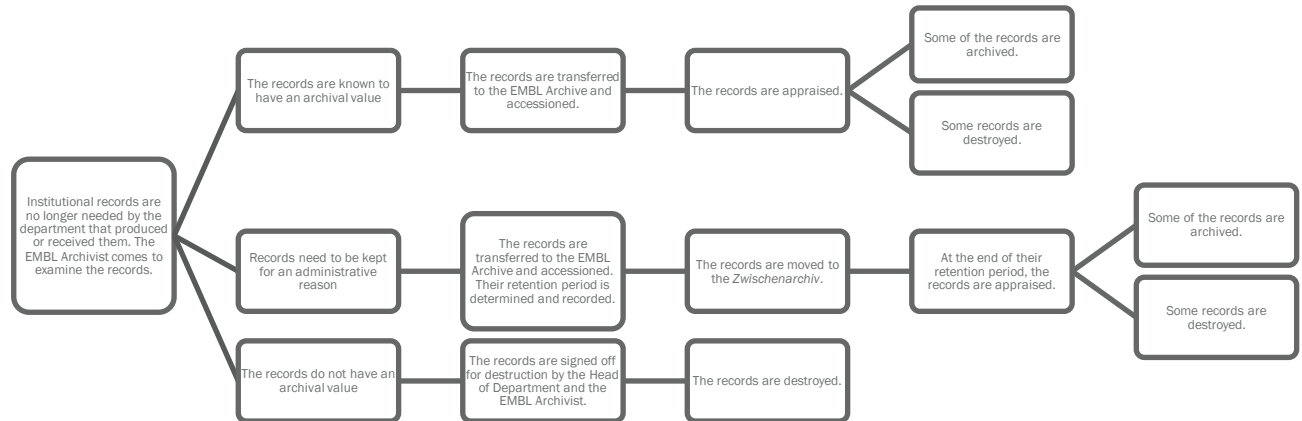 Institutional records are
no longer needed by the
department that produced
or received them. The
EMBL Archivist comes to
examine the records.
The records are known to
have an archival value
The records are transferred
to the EMBL Archive and
accessioned.
The records are appraised.
Some of the records are
archived.
Some records are
destroyed.
Records need to be kept
for an administrative
reason
The records are
transferred to the EMBL
Archive and accessioned.
Their retention period is
determined and recorded.
The records are moved to
the Zwischenarchiv.
At the end of their
retention period, the
records are appraised.
Some of the records are
archived.
Some records are
destroyed.
The records do not have an
archival value
The records are signed off
for destruction by the Head
of Department and the
EMBL Archivist.
The records are destroyed.